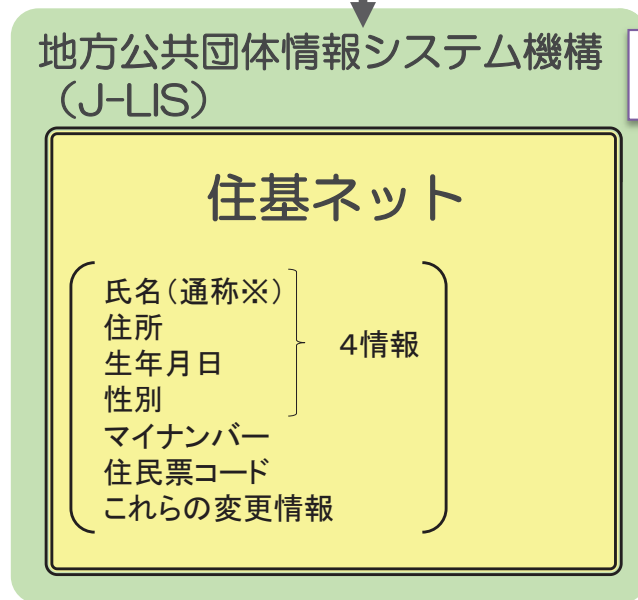 地方公共団体情報システム機構
（J-LIS）
住基ネット
氏名（通称※）
住所
生年月日
性別
4情報
マイナンバー
住民票コード
これらの変更情報